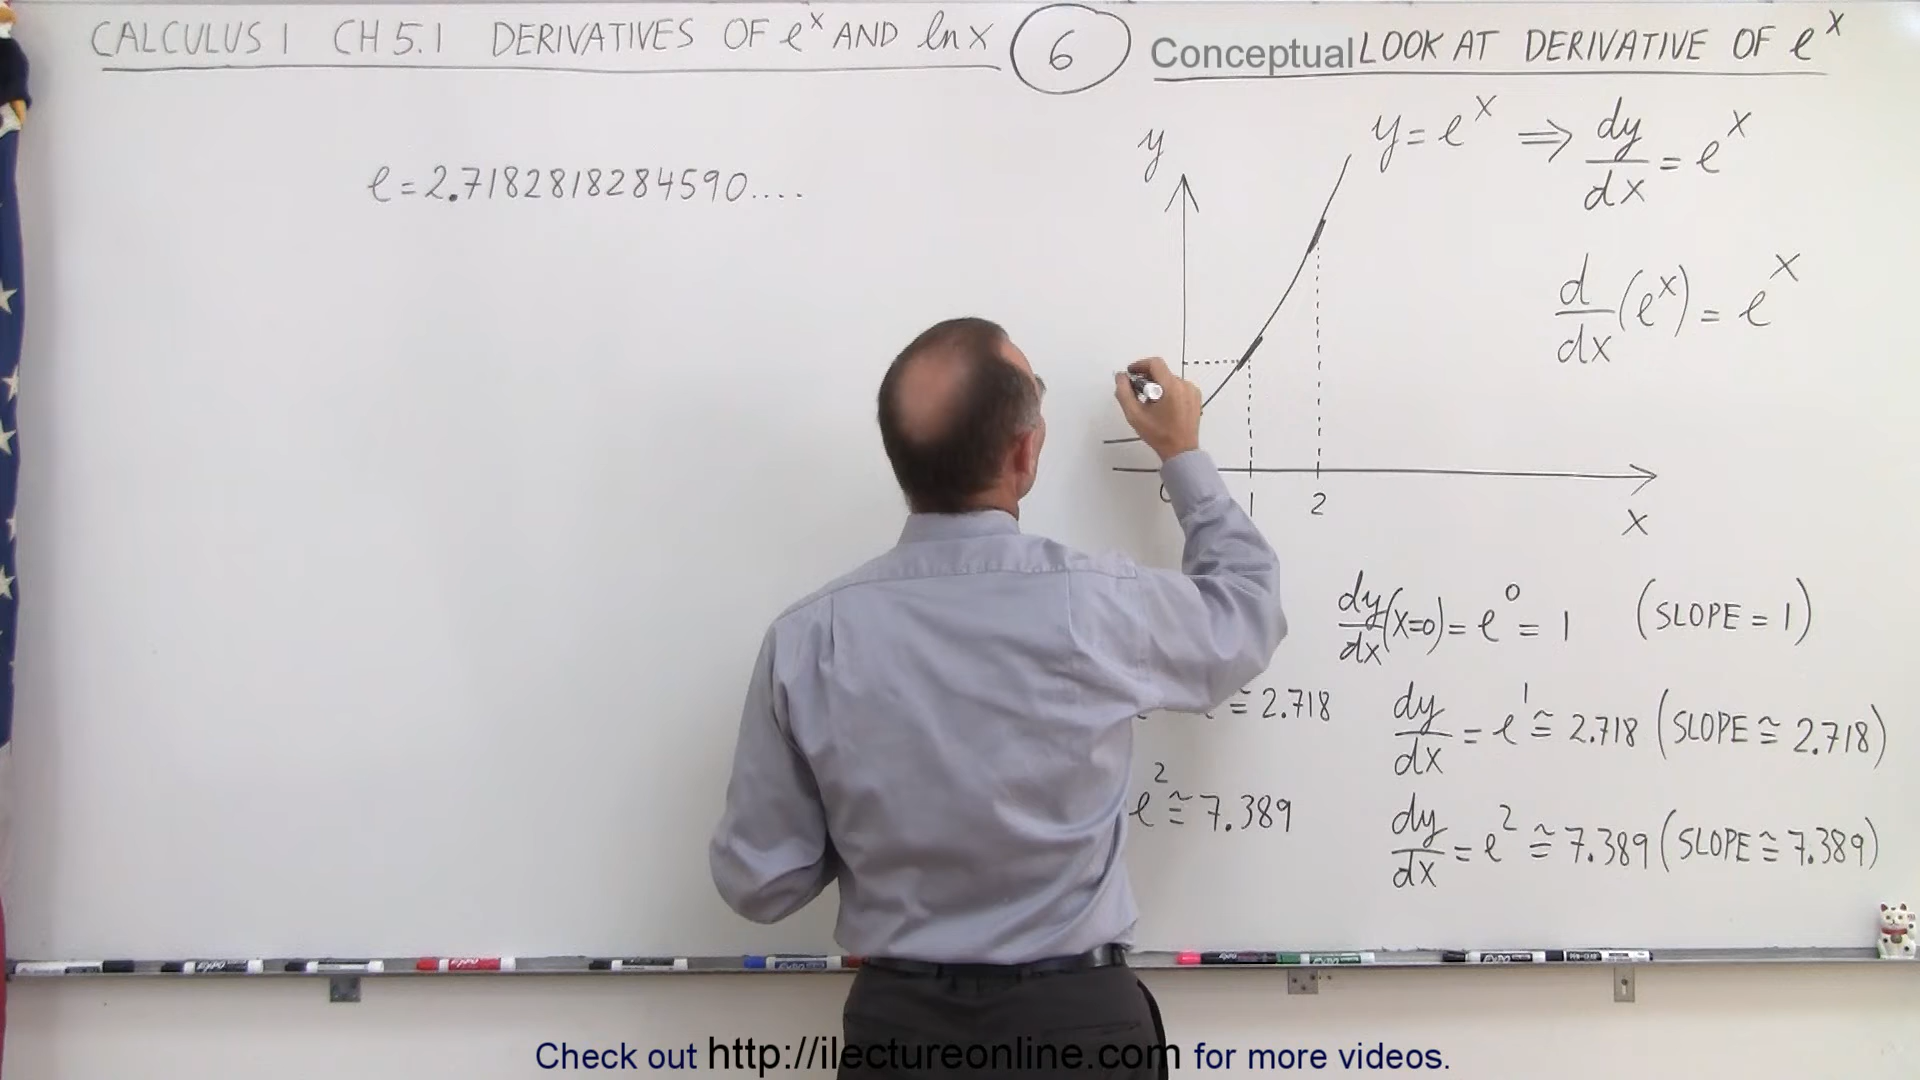 CALCULUS 1 CH 5.1 DERIVATIVES OF e^x AND ln x 6 Conceptual LOOK AT DERIVATIVE OF e^x
e = 2.7182818284590....
y
y = e^x ⇒ dy/dx = e^x
d/dx (e^x) = e^x
1 2
x
dy/dx (x=0) = e^0 = 1 (SLOPE = 1)
≅ 2.718 dy/dx = e^1 ≅ 2.718 (SLOPE ≅ 2.718)
e^2 ≅ 7.389 dy/dx = e^2 ≅ 7.389 (SLOPE ≅ 7.389)
Check out http://ilectureonline.com for more videos.